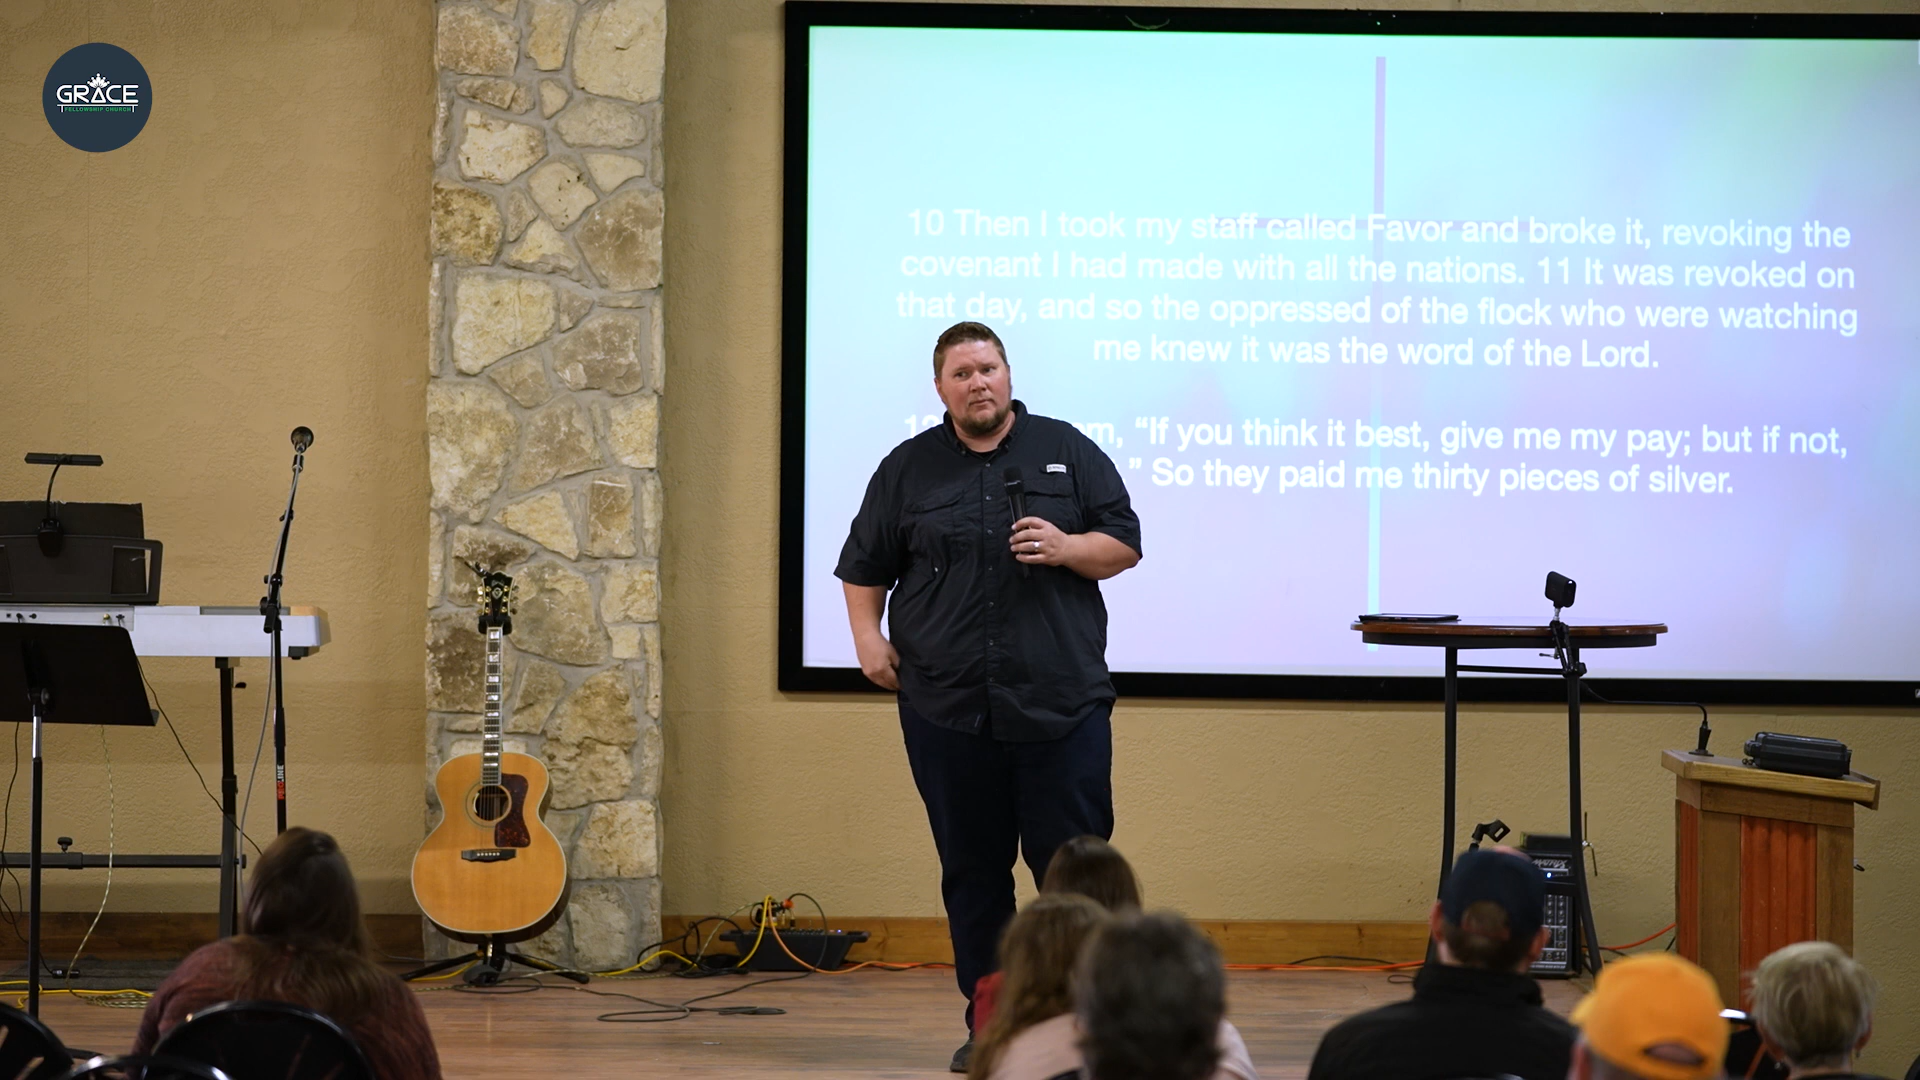 GRACE
FELLOWSHIP CHURCH
10 Then I took my staff called Favor and broke it, revoking the
covenant I had made with all the nations. 11 It was revoked on
that day, and so the oppressed of the flock who were watching
me knew it was the word of the Lord.
“If you think it best, give me my pay; but if not,
” So they paid me thirty pieces of silver.